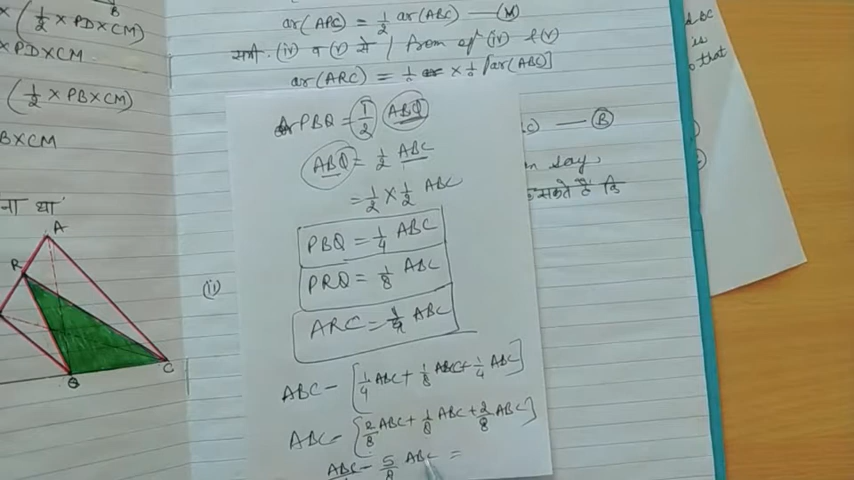 × (1/2 × PD × CM)
× PD × CM
(1/2 × PB × CM)
B × CM
ना था
A
R
Q
C
B
ar(APC) = 1/2 ar(ABC) —
(iv) व (v) से / from eqn (iv) & (v)
ar(ARC) = 1/2 × 1/2 [ar(ABC)]
— (B)
say,
सकते हैं कि
(ii)
PBQ = 1/2 ABQ
ABQ = 1/2 ABC
= 1/2 × 1/2 ABC
PBQ = 1/4 ABC
PRQ = 1/8 ABC
ARC = 1/4 ABC
ABC - [1/4 ABC + 1/8 ABC + 1/4 ABC]
ABC - [2/8 ABC + 1/8 ABC + 2/8 ABC]
ABC - 5/8 ABC =
BC
is
that